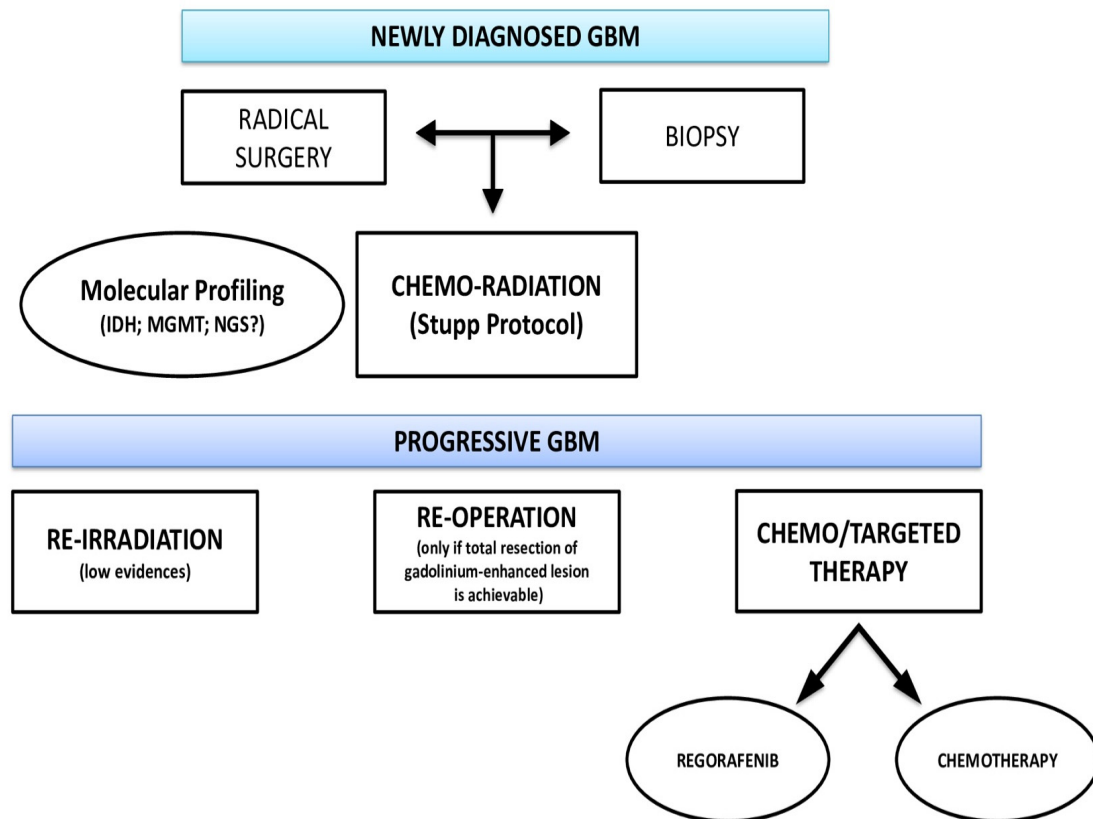 NEWLY DIAGNOSED GBM
RADICAL
SURGERY
BIOPSY
Molecular Profiling
(IDH; MGMT; NGS?)
CHEMO-RADIATION
(Stupp Protocol)
PROGRESSIVE GBM
RE-IRRADIATION
(low evidences)
RE-OPERATION
(only if total resection of
gadolinium-enhanced lesion
is achievable)
CHEMO/TARGETED
THERAPY
REGORAFENIB
CHEMOTHERAPY